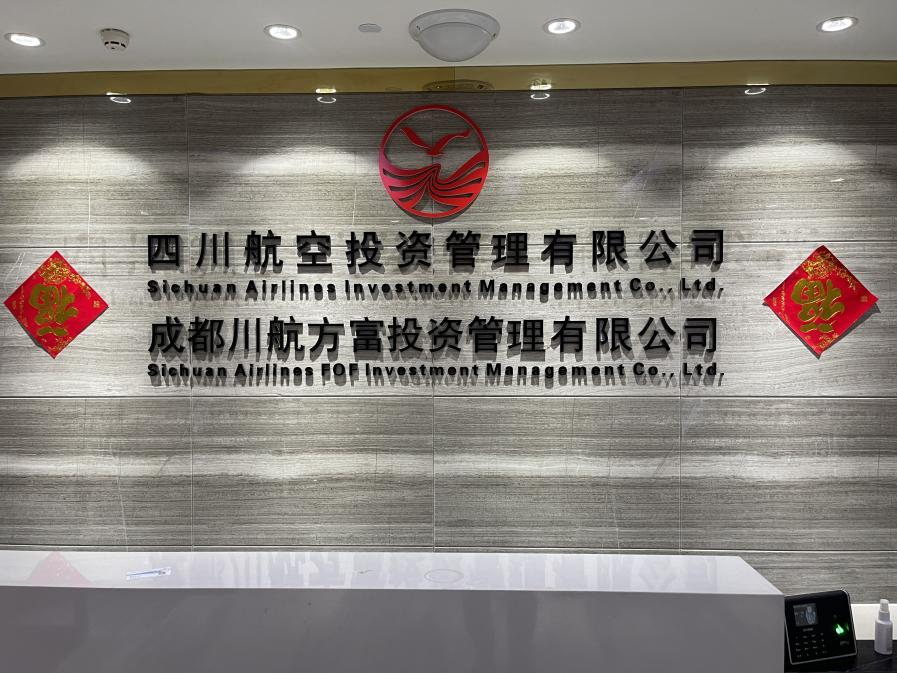 四川航空投资管理有限公司
Sichuan Airlines Investment Management Co., Ltd.
福
福
成都川航方富投资管理有限公司
Sichuan Airlines FOF Investment Management Co., Ltd.